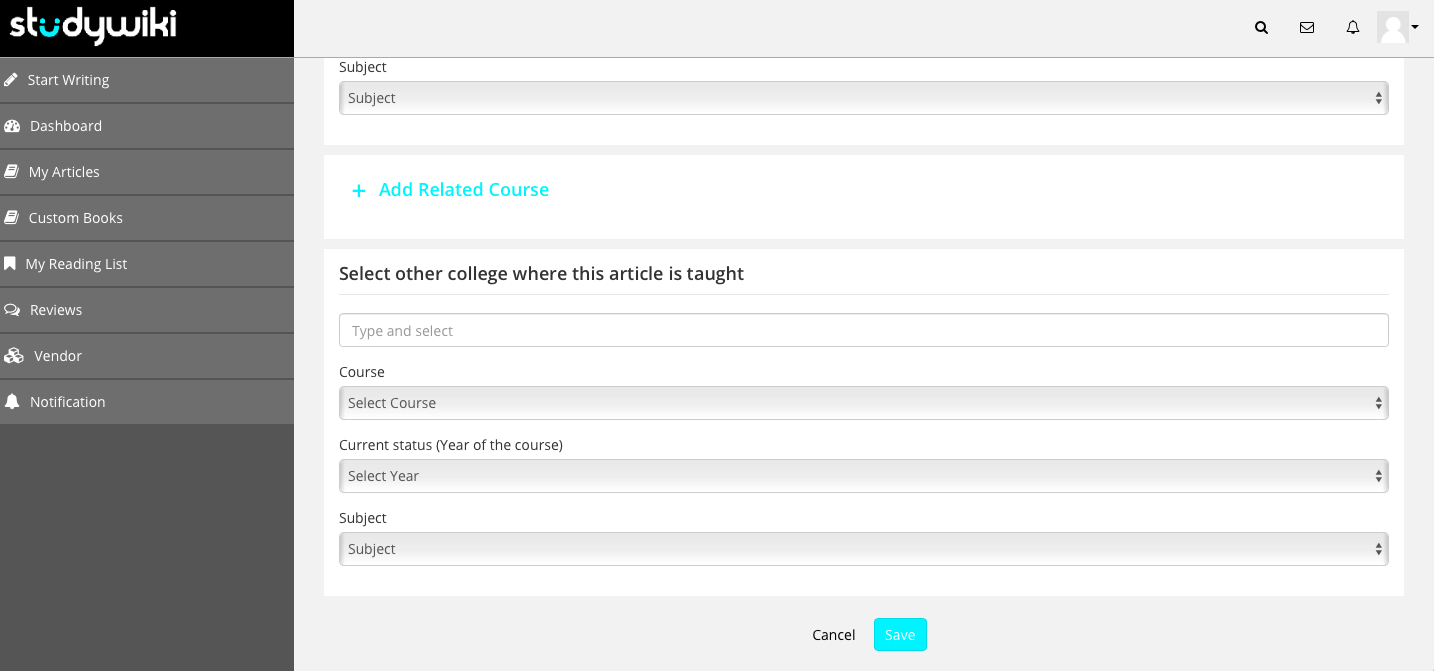 studywiki
Start Writing
Dashboard
My Articles
Custom Books
My Reading List
Reviews
Vendor
Notification
Subject
Subject
+ Add Related Course
Select other college where this article is taught
Type and select
Course
Select Course
Current status (Year of the course)
Select Year
Subject
Subject
Cancel Save